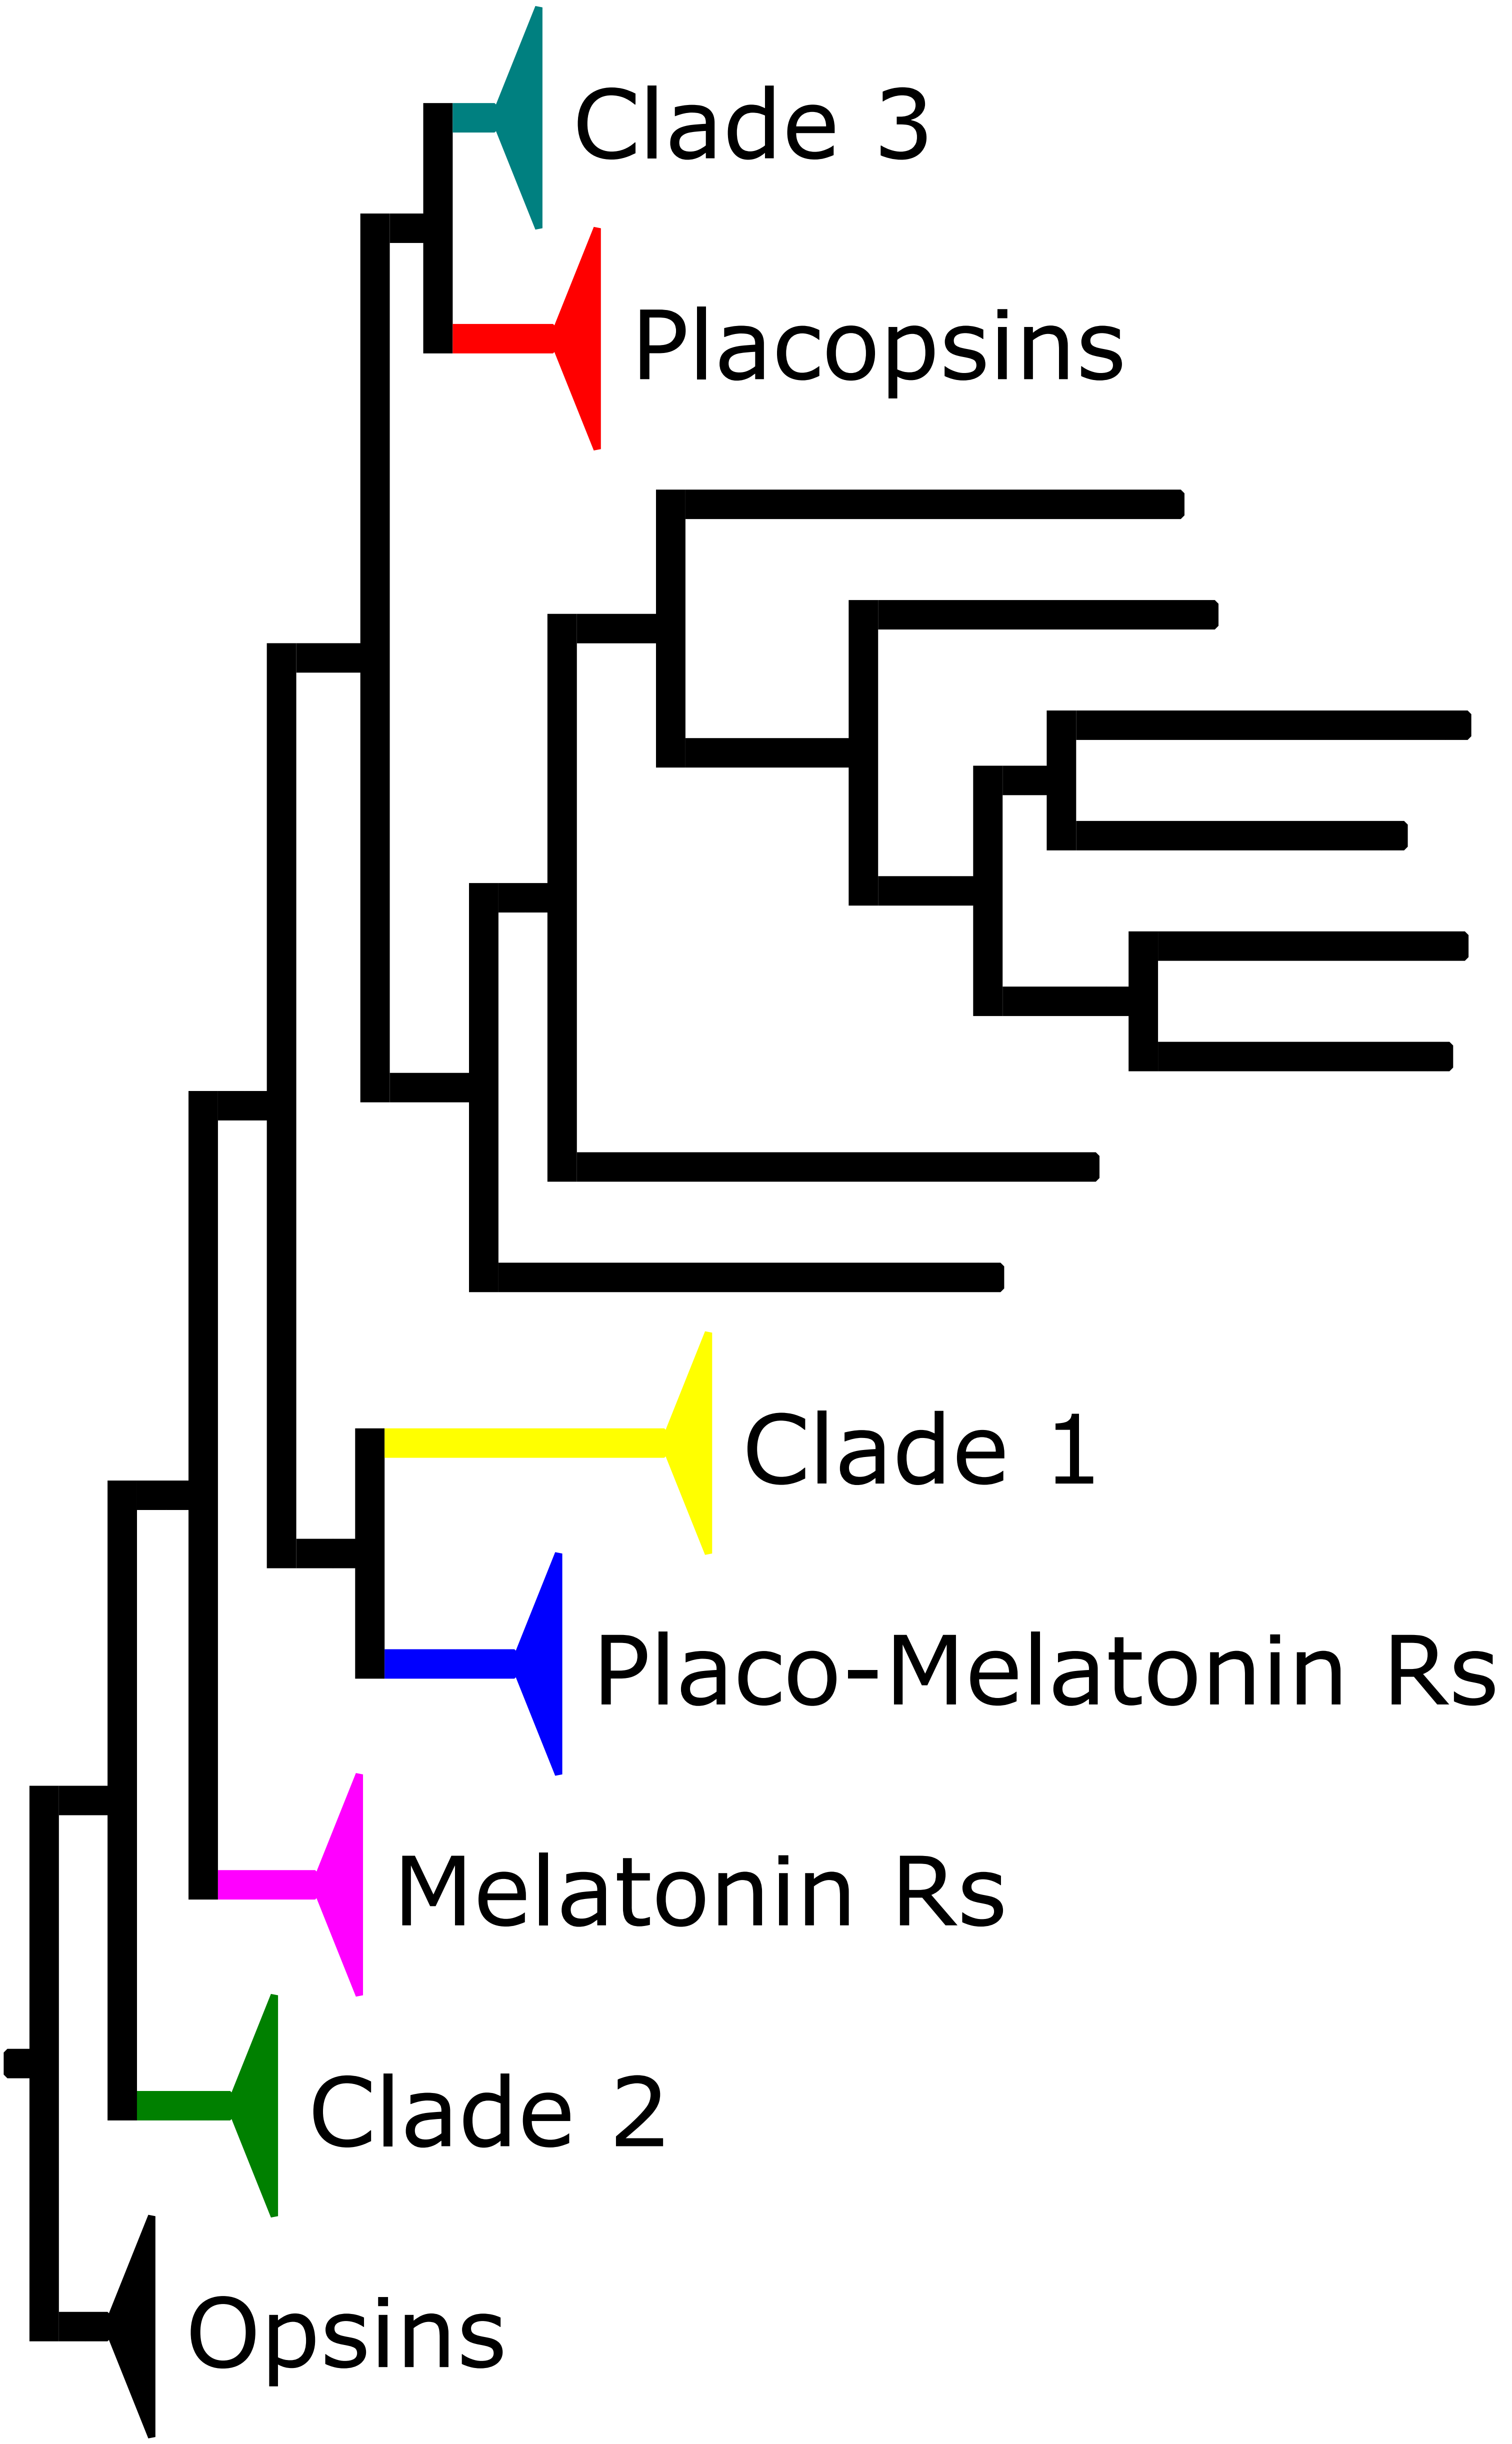 Clade 3
Placopsins
Clade 1
Placo-Melatonin Rs
Melatonin Rs
Clade 2
Opsins